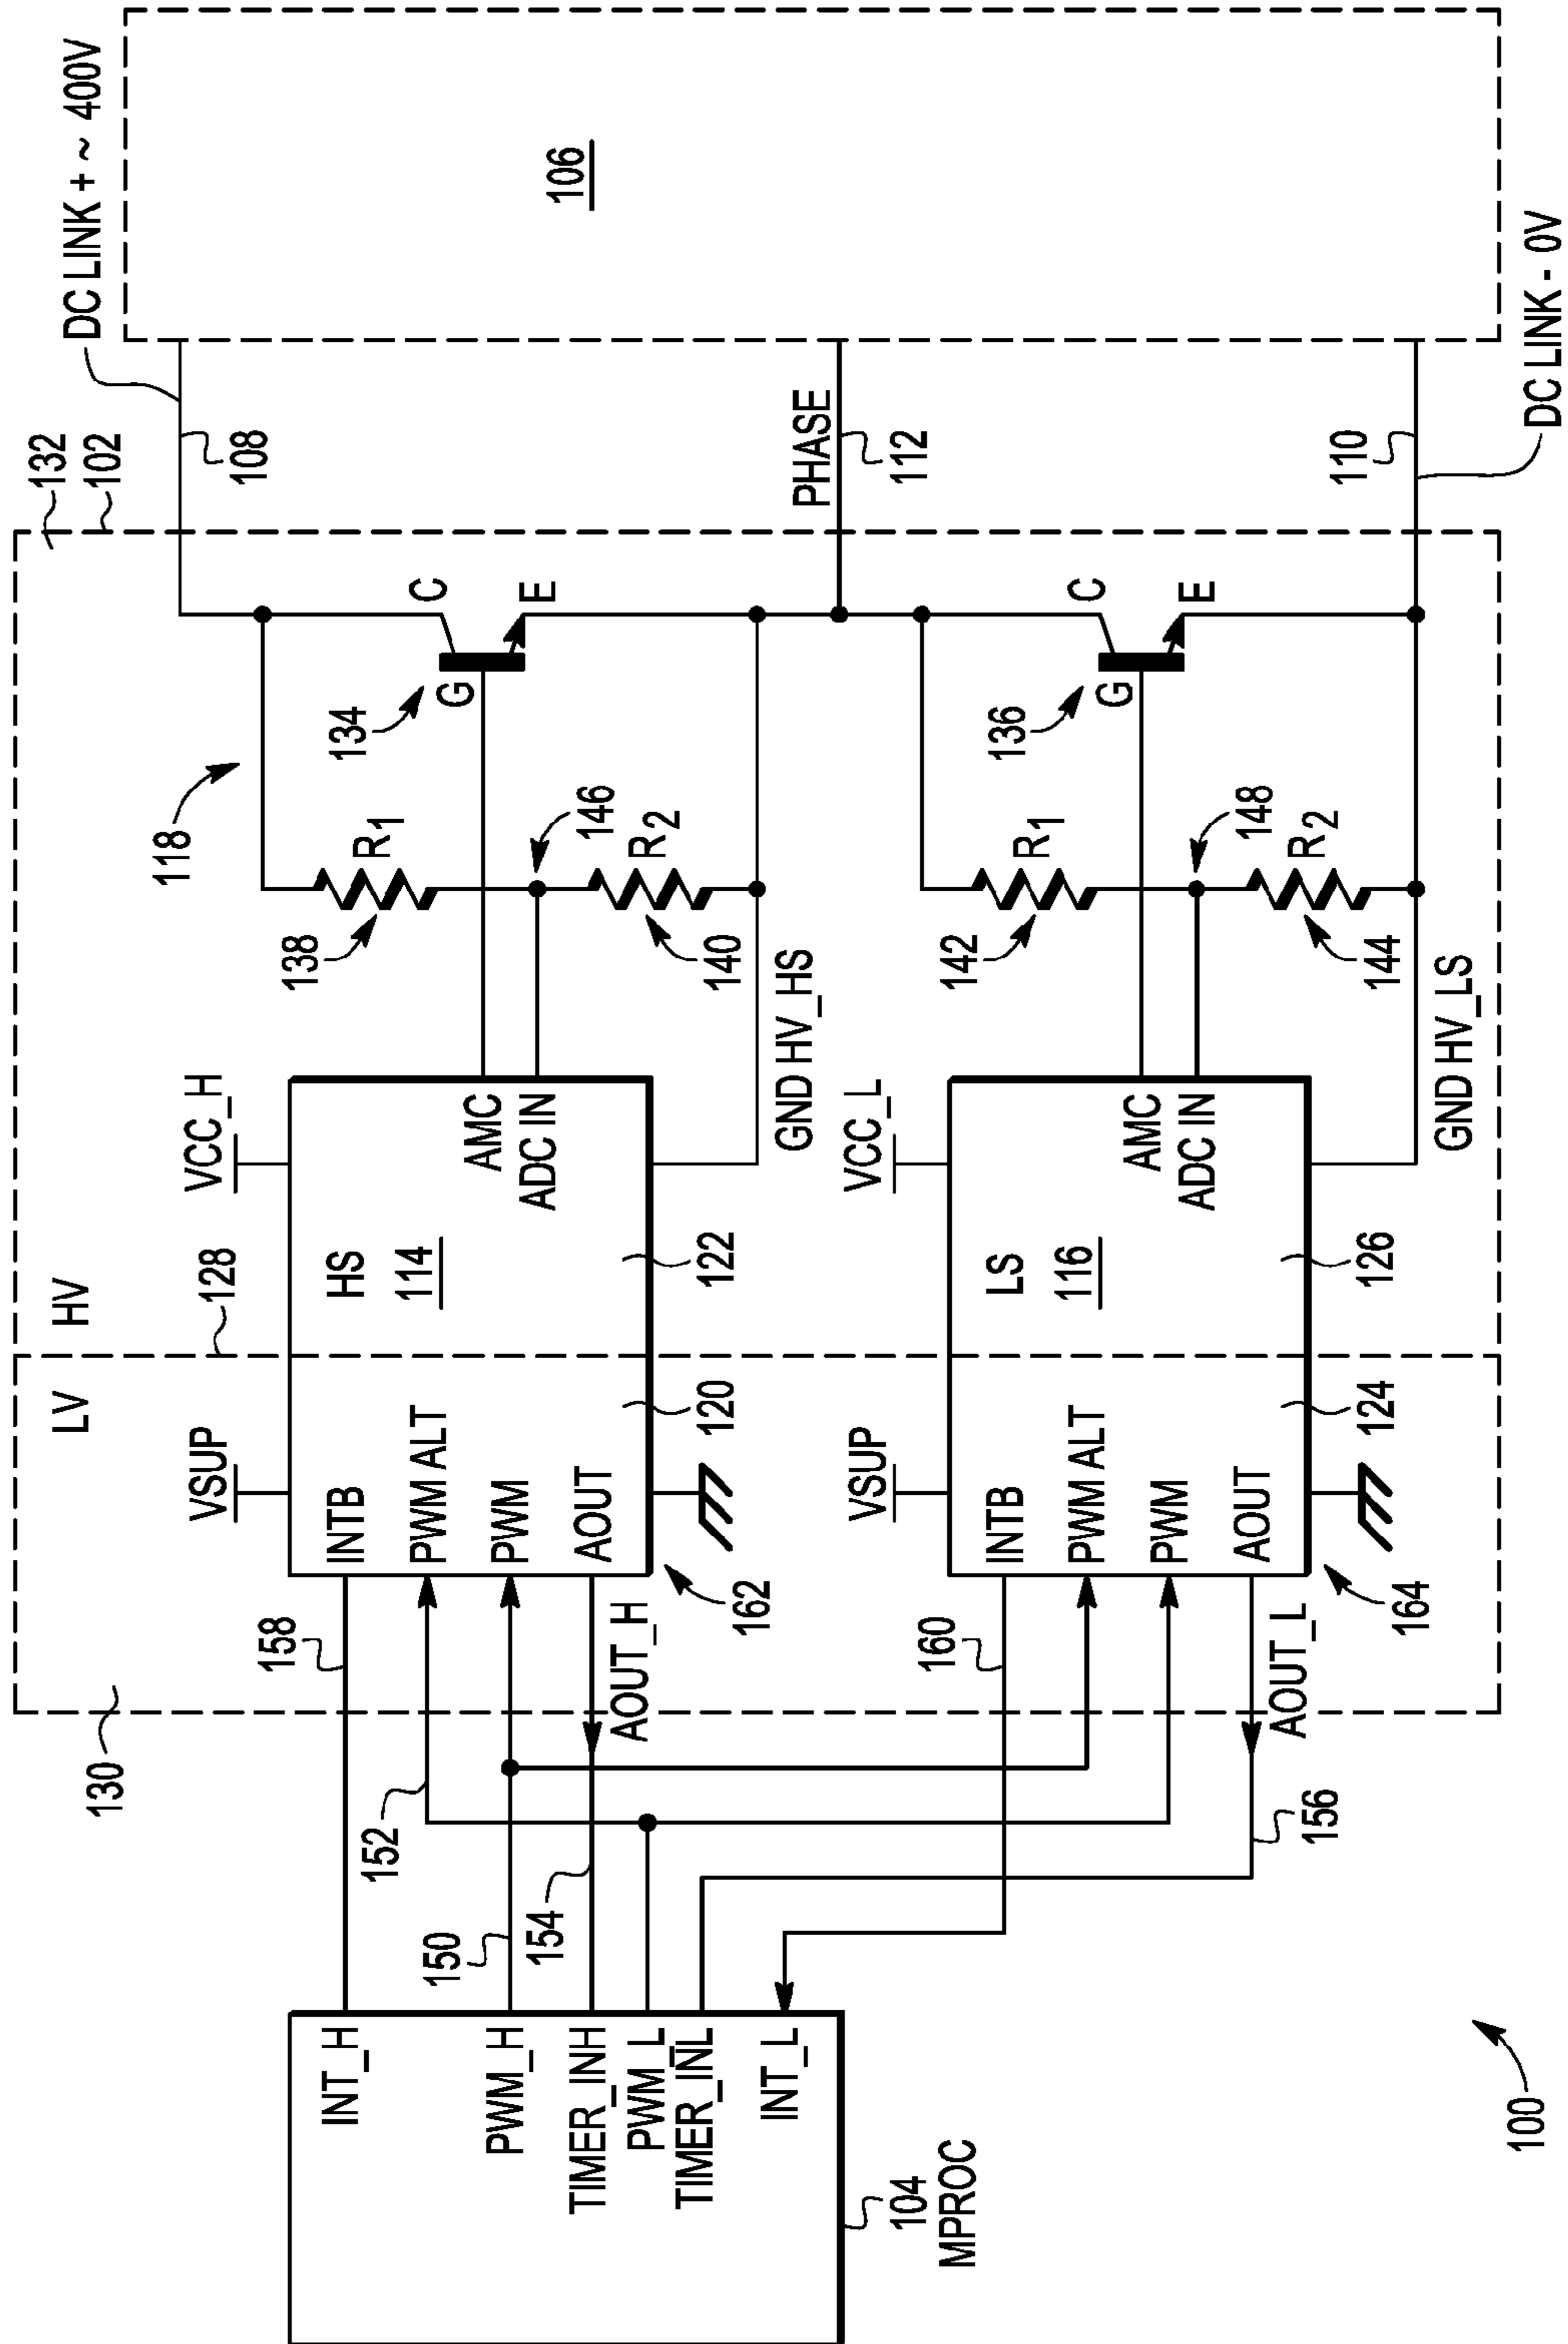 DC LINK + ~ 400V
132
102
108
106
118
PHASE
112
110
DC LINK - 0V
LV
HV
128
130
VSUP
VCC_H
INTB
PWM ALT
PWM
AOUT
HS
114
AMC
ADC IN
120
122
162
GND HV_HS
138
R1
146
R2
140
134
G
C
E
VSUP
VCC_L
INTB
PWM ALT
PWM
AOUT
LS
116
AMC
ADC IN
124
126
164
GND HV_LS
142
R1
148
R2
144
136
G
C
E
158
152
150
154
AOUT_H
160
AOUT_L
156
INT_H
PWM_H
TIMER_INH
PWM_L
TIMER_INL
INT_L
104
MPROC
100